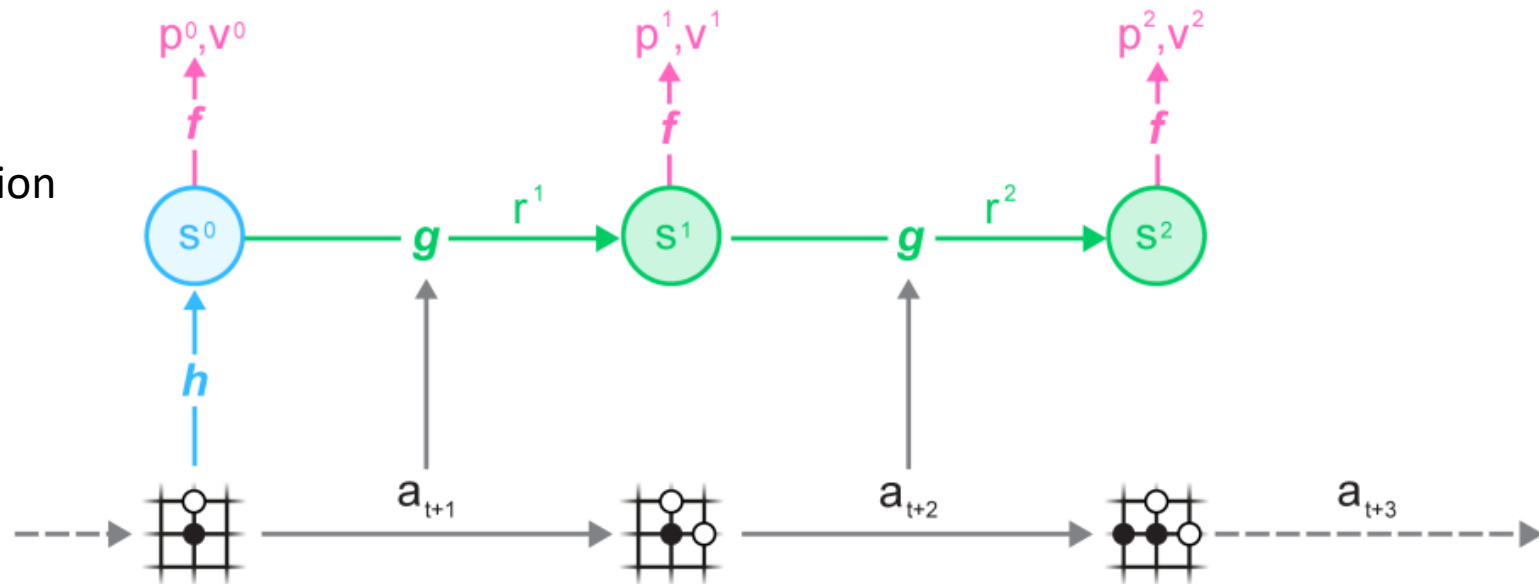 p⁰,v⁰ p¹,v¹ p²,v²
f f f
ion
r¹ r²
s⁰ g s¹ g s²
h
aₜ₊₁ aₜ₊₂ aₜ₊₃